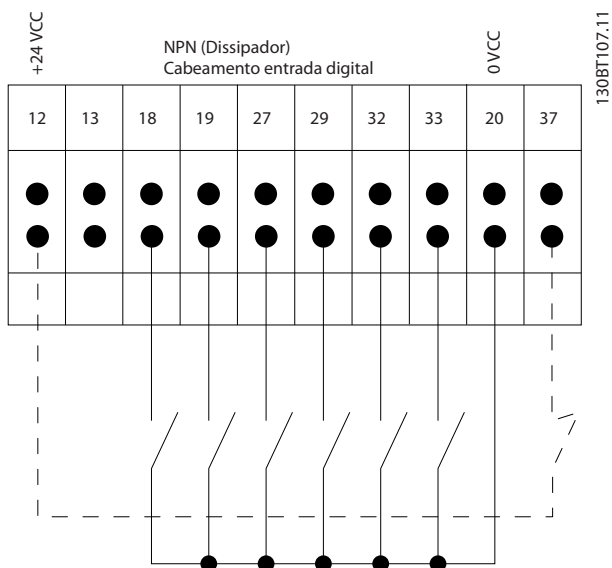 +24 VCC
NPN (Dissipador)
Cabeamento entrada digital
0 VCC
130BT107.11
12 13 18 19 27 29 32 33 20 37